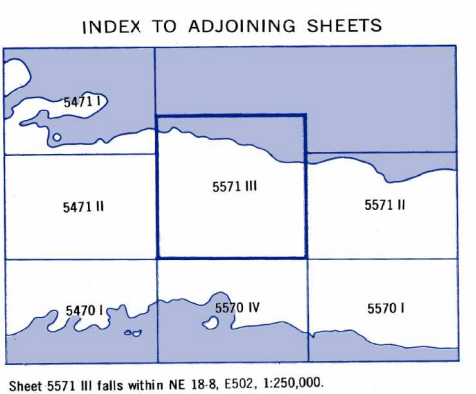 INDEX TO ADJOINING SHEETS
5471 I
5471 II
5571 III
5571 II
5470 I
5570 IV
5570 I
Sheet 5571 III falls within NE 18-8, E502, 1:250,000.